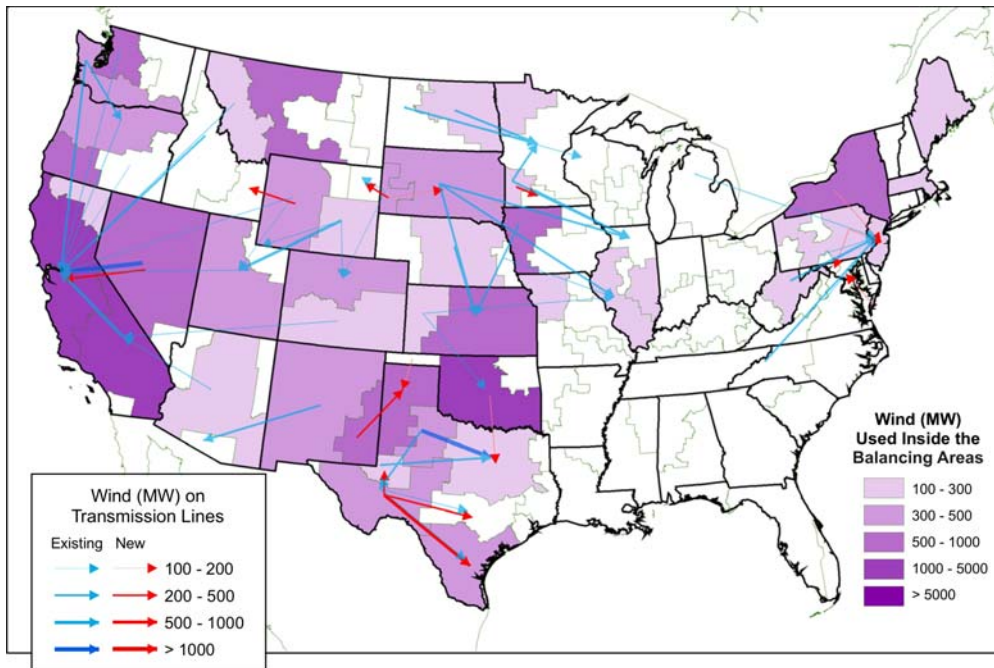 Wind (MW)
Used Inside the
Balancing Areas
100 - 300
300 - 500
500 - 1000
1000 - 5000
> 5000
Wind (MW) on
Transmission Lines
Existing New
100 - 200
200 - 500
500 - 1000
> 1000